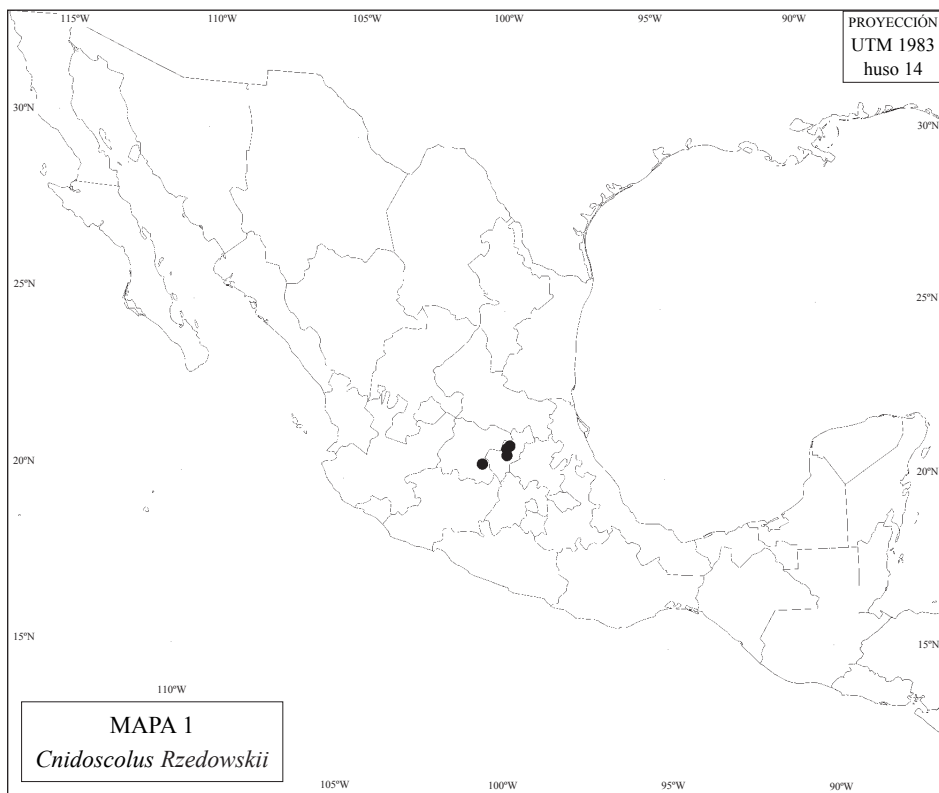 115ºW 110ºW 105ºW 100ºW 95ºW 90ºW
PROYECCIÓN
UTM 1983
huso 14
30ºN 30ºN
25ºN 25ºN
20ºN 20ºN
15ºN 15ºN
110ºW
MAPA 1
Cnidoscolus Rzedowskii
105ºW 100ºW 95ºW 90ºW